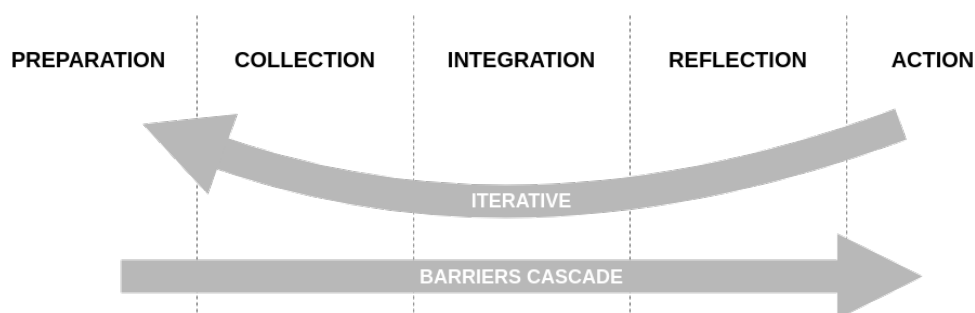 PREPARATION COLLECTION INTEGRATION REFLECTION ACTION
ITERATIVE
BARRIERS CASCADE